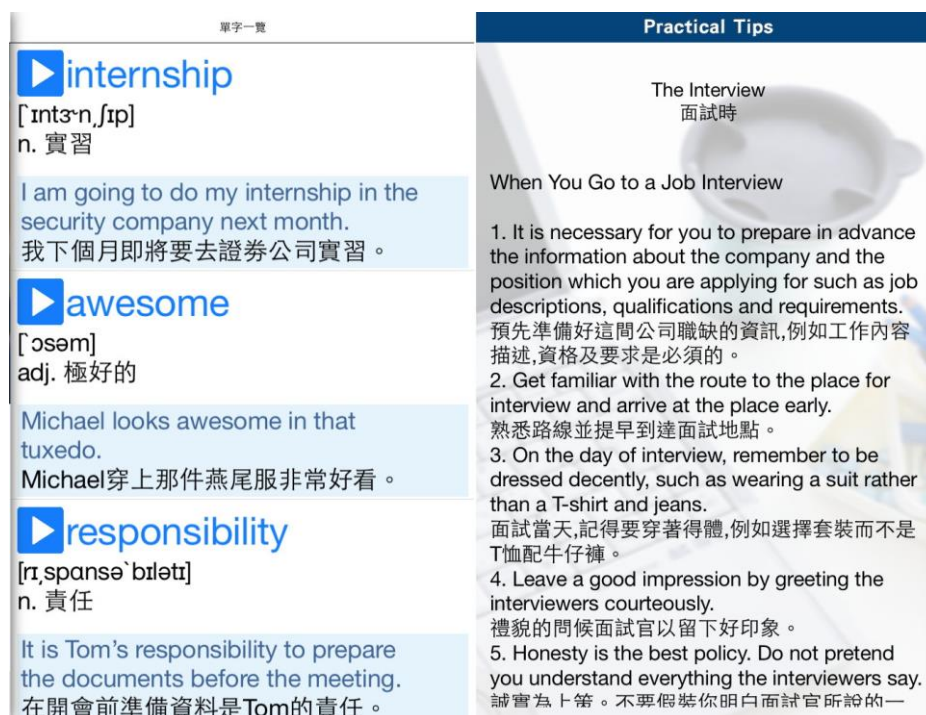 單字一覽
internship
[ˋɪntɝn͵ʃɪp]
n. 實習
I am going to do my internship in the
security company next month.
我下個月即將要去證券公司實習。
awesome
[ˋɔsəm]
adj. 極好的
Michael looks awesome in that
tuxedo.
Michael穿上那件燕尾服非常好看。
responsibility
[rɪ͵spɑnsəˋbɪlətɪ]
n. 責任
It is Tom's responsibility to prepare
the documents before the meeting.
在開會前準備資料是Tom的責任。
Practical Tips
The Interview
面試時
When You Go to a Job Interview
1. It is necessary for you to prepare in advance
the information about the company and the
position which you are applying for such as job
descriptions, qualifications and requirements.
預先準備好這間公司職缺的資訊,例如工作內容
描述,資格及要求是必須的。
2. Get familiar with the route to the place for
interview and arrive at the place early.
熟悉路線並提早到達面試地點。
3. On the day of interview, remember to be
dressed decently, such as wearing a suit rather
than a T-shirt and jeans.
面試當天,記得要穿著得體,例如選擇套裝而不是
T恤配牛仔褲。
4. Leave a good impression by greeting the
interviewers courteously.
禮貌的問候面試官以留下好印象。
5. Honesty is the best policy. Do not pretend
you understand everything the interviewers say.
誠實為上策。不要假裝你明白面試官所說的一